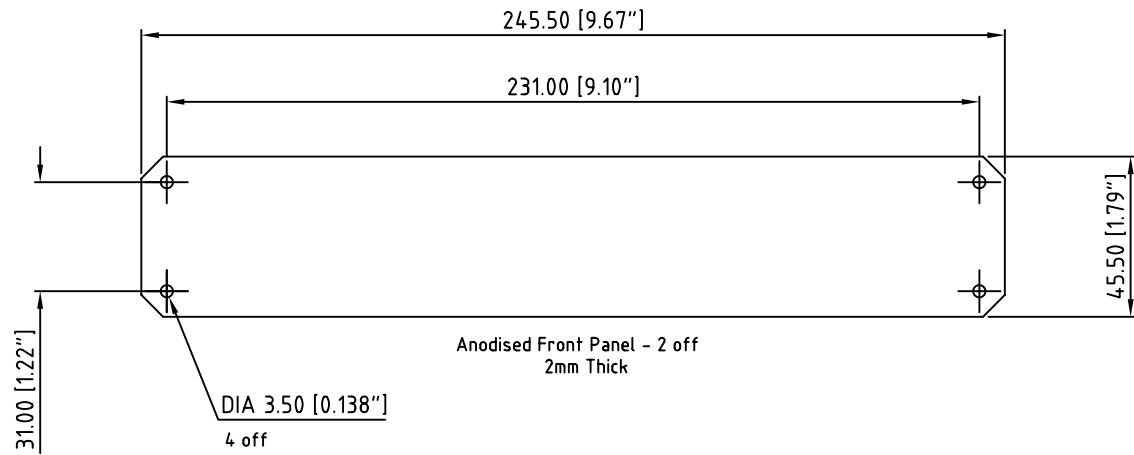 245.50 [9.67"]
231.00 [9.10"]
45.50 [1.79"]
31.00 [1.22"]
Anodised Front Panel - 2 off
2mm Thick
DIA 3.50 [0.138"]
4 off